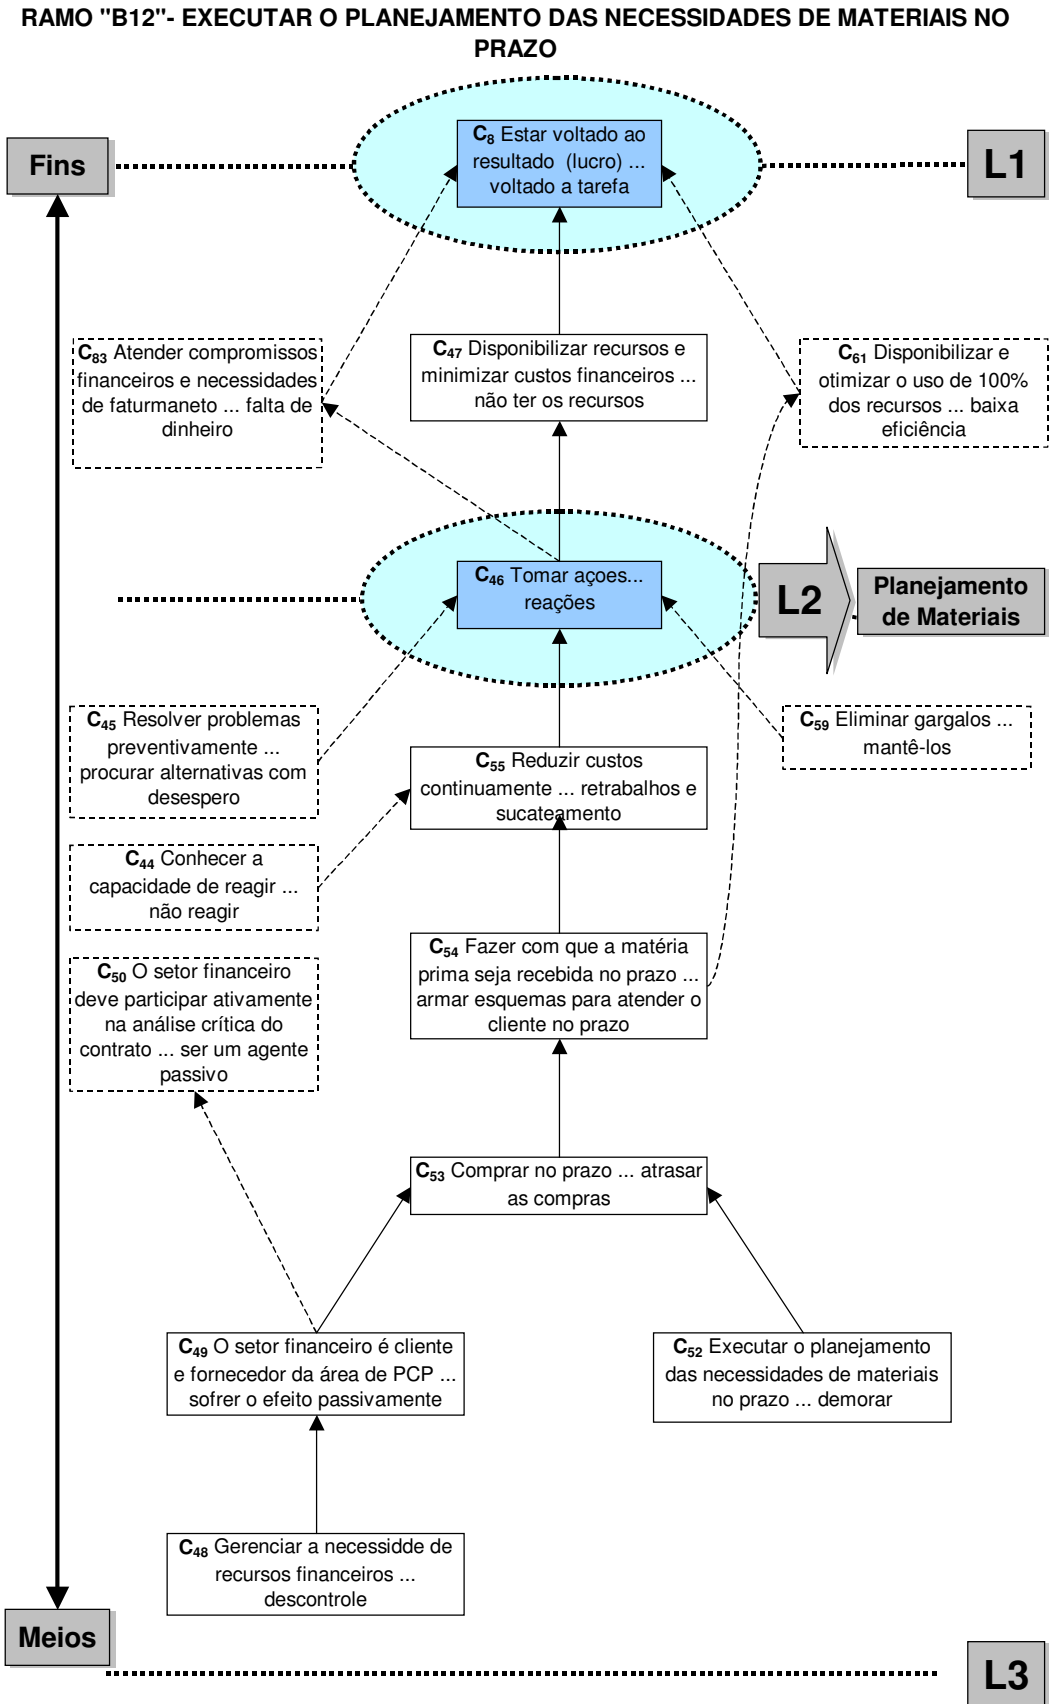 RAMO "B12"- EXECUTAR O PLANEJAMENTO DAS NECESSIDADES DE MATERIAIS NO
PRAZO
Fins
C8 Estar voltado ao
resultado (lucro) ...
voltado a tarefa
L1
C83 Atender compromissos
financeiros e necessidades
de faturmaneto ... falta de
dinheiro
C47 Disponibilizar recursos e
minimizar custos financeiros ...
não ter os recursos
C61 Disponibilizar e
otimizar o uso de 100%
dos recursos ... baixa
eficiência
C46 Tomar açoes...
reações
L2
Planejamento
de Materiais
C45 Resolver problemas
preventivamente ...
procurar alternativas com
desespero
C59 Eliminar gargalos ...
mantê-los
C55 Reduzir custos
continuamente ... retrabalhos e
sucateamento
C44 Conhecer a
capacidade de reagir ...
não reagir
C54 Fazer com que a matéria
prima seja recebida no prazo ...
armar esquemas para atender o
cliente no prazo
C50 O setor financeiro
deve participar ativamente
na análise crítica do
contrato ... ser um agente
passivo
C53 Comprar no prazo ... atrasar
as compras
C49 O setor financeiro é cliente
e fornecedor da área de PCP ...
sofrer o efeito passivamente
C52 Executar o planejamento
das necessidades de materiais
no prazo ... demorar
C48 Gerenciar a necessidde de
recursos financeiros ...
descontrole
Meios
L3